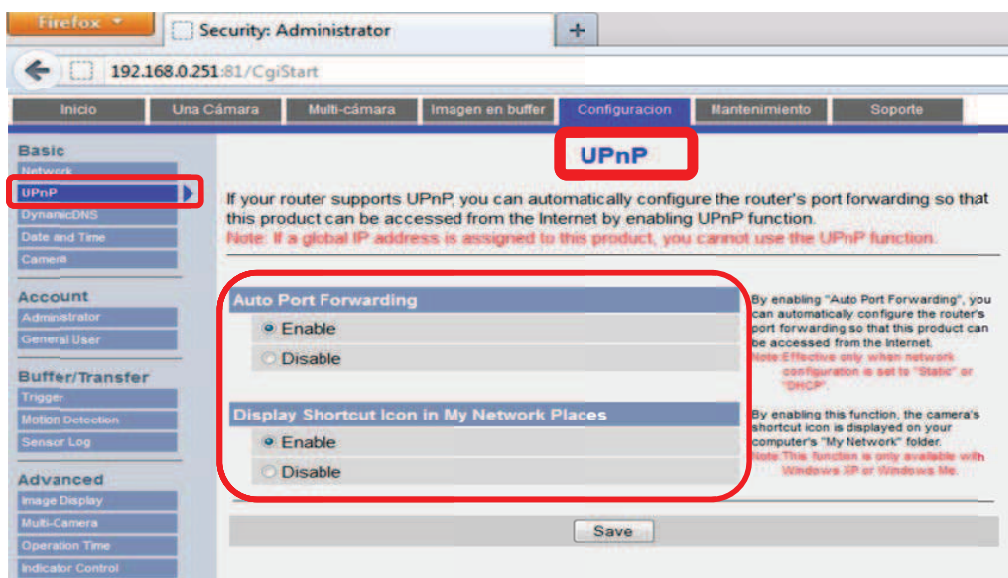 Firefox
Security: Administrator
192.168.0.251:81/CgiStart
Inicio
Una Cámara
Multi-cámara
Imagen en buffer
Configuracion
Mantenimiento
Soporte
Basic
Network
UPnP
DynamicDNS
Date and Time
Camera
Account
Administrator
General User
Buffer/Transfer
Trigger
Motion Detection
Sensor Log
Advanced
Image Display
Multi-Camera
Operation Time
Indicator Control
UPnP
If your router supports UPnP, you can automatically configure the router's port forwarding so that
this product can be accessed from the Internet by enabling UPnP function.
Note: If a global IP address is assigned to this product, you cannot use the UPnP function.
Auto Port Forwarding
Enable
Disable
By enabling "Auto Port Forwarding", you
can automatically configure the router's
port forwarding so that this product can
be accessed from the Internet.
Note:Effective only when network
configuration is set to "Static" or
"DHCP".
Display Shortcut Icon in My Network Places
Enable
Disable
By enabling this function, the camera's
shortcut icon is displayed on your
computer's "My Network" folder.
Note:This function is only available with
Windows XP or Windows Me.
Save